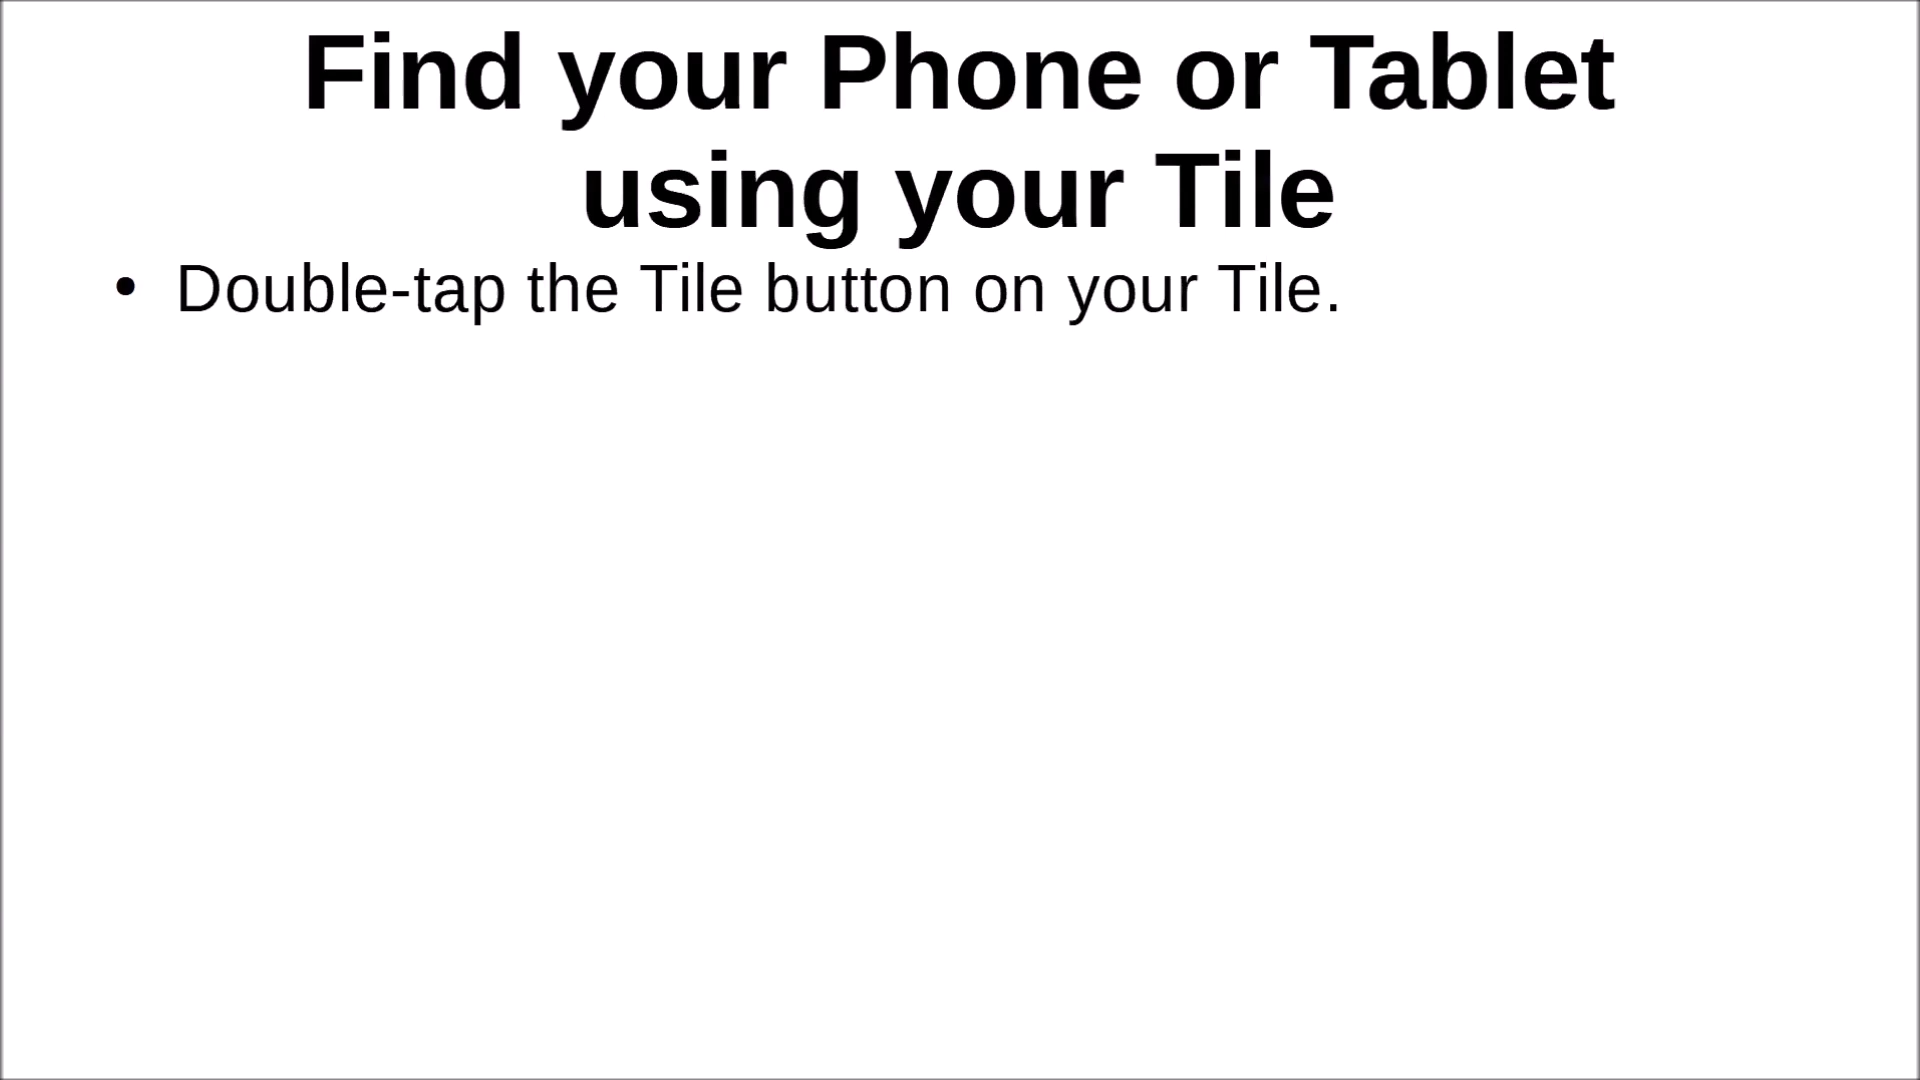 Find your Phone or Tablet
using your Tile
• Double-tap the Tile button on your Tile.